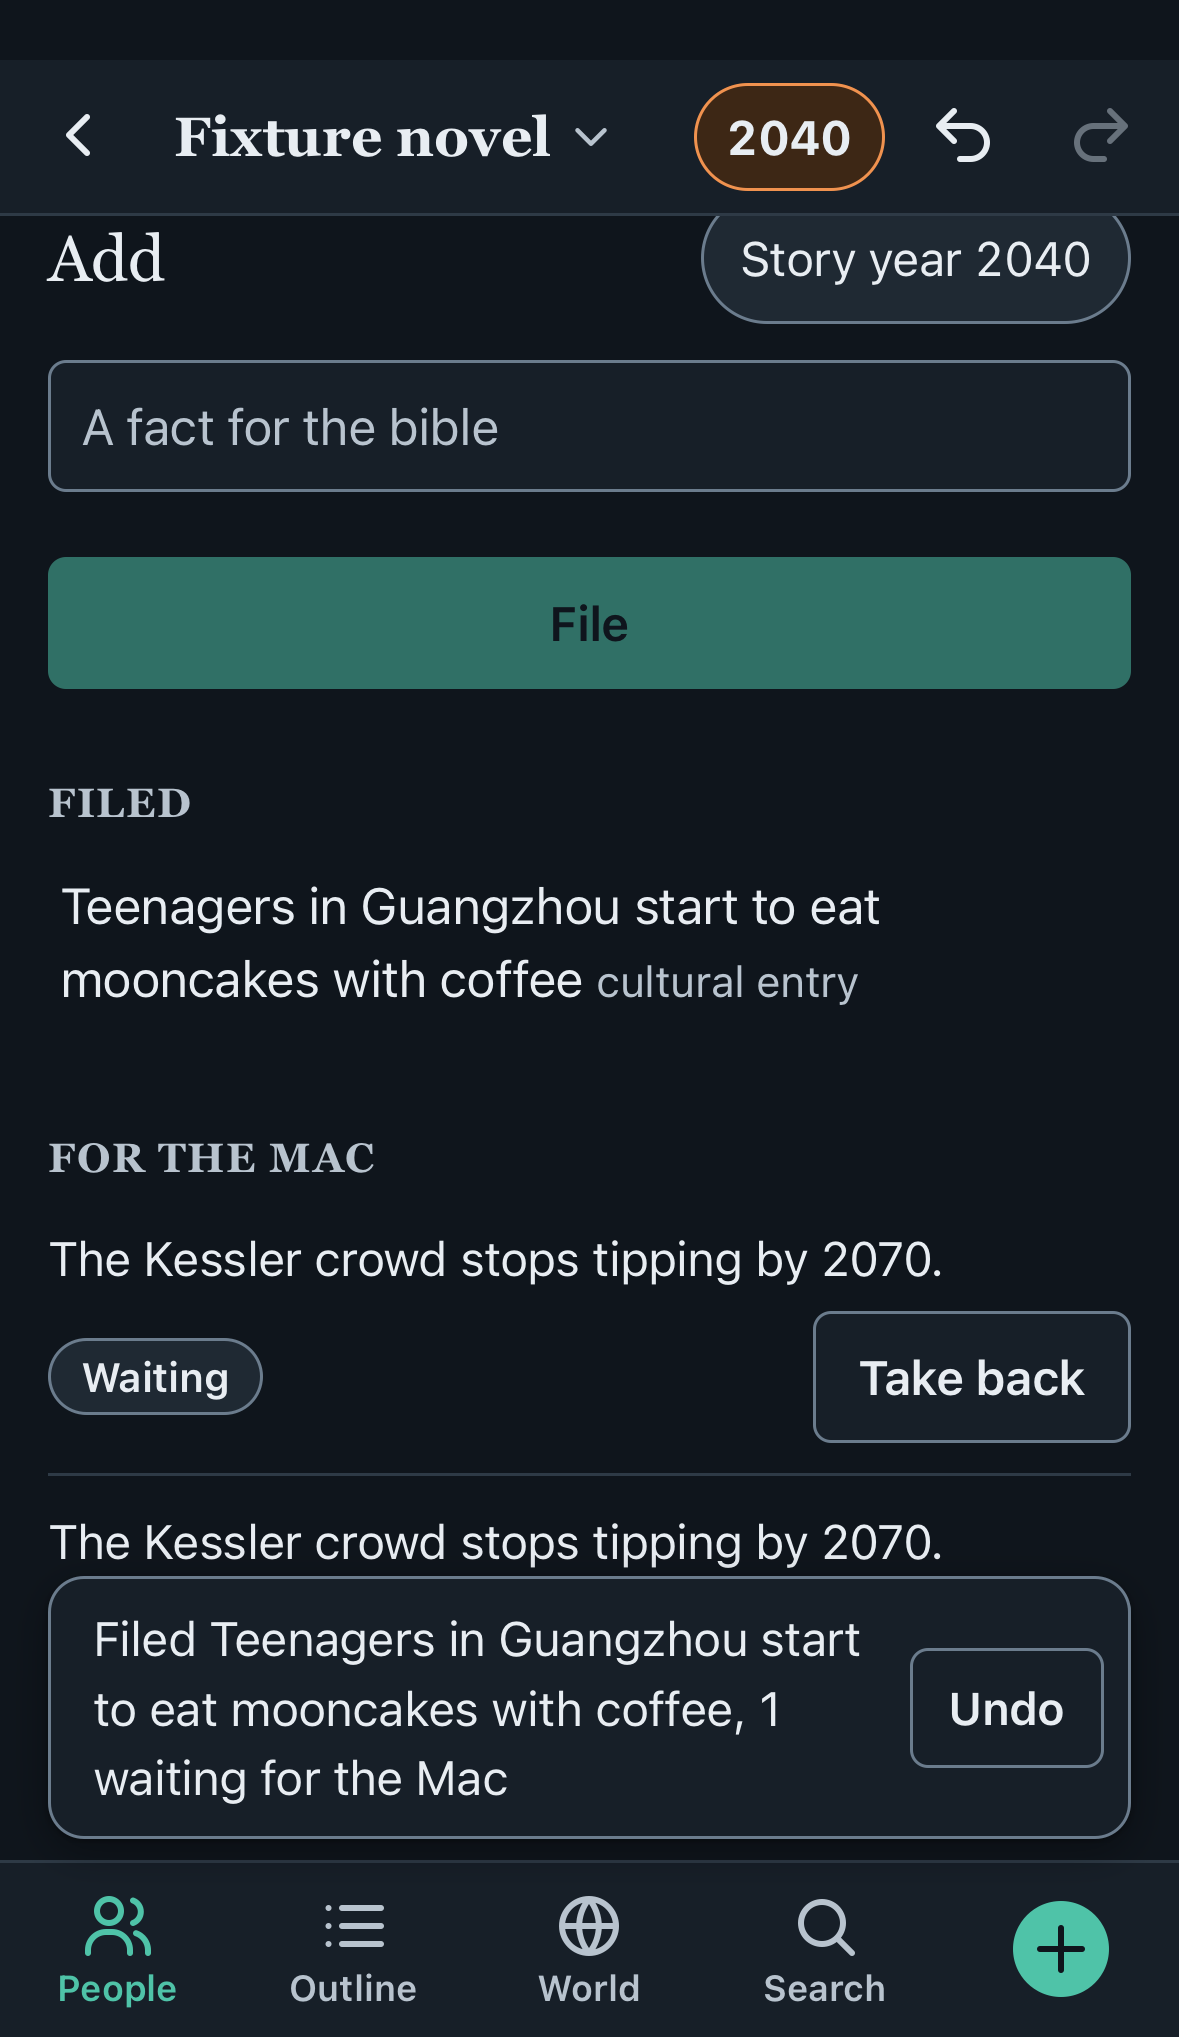 Fixture novel
2040
Add
Story year 2040
A fact for the bible
File
FILED
Teenagers in Guangzhou start to eat
mooncakes with coffee cultural entry
FOR THE MAC
The Kessler crowd stops tipping by 2070.
Waiting
Take back
The Kessler crowd stops tipping by 2070.
Filed Teenagers in Guangzhou start
to eat mooncakes with coffee, 1
waiting for the Mac
Undo
People
Outline
World
Search